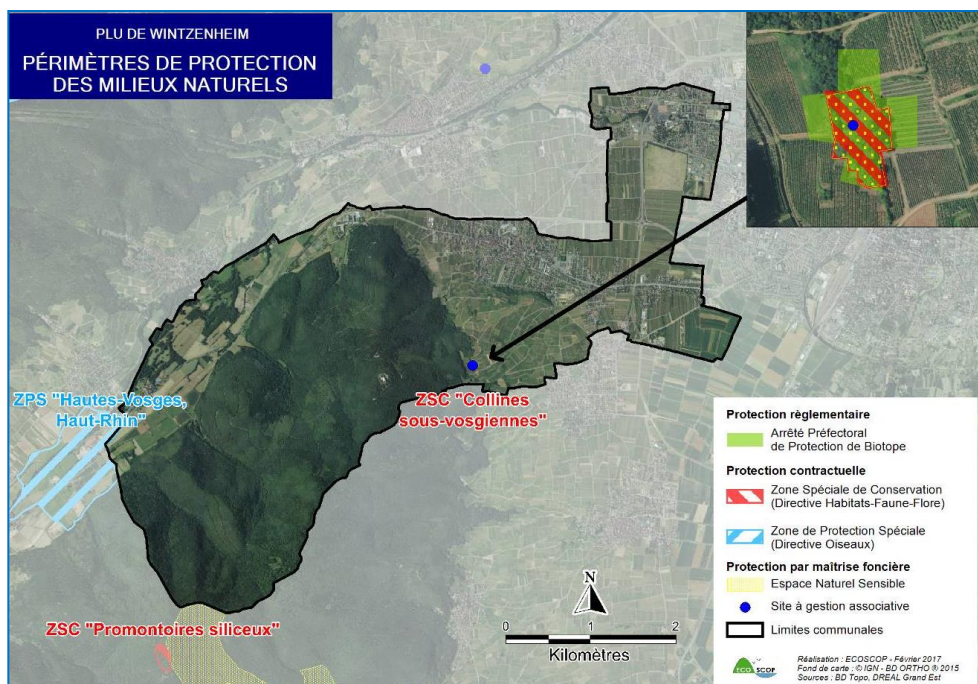 PLU DE WINTZENHEIM
PÉRIMÈTRES DE PROTECTION
DES MILIEUX NATURELS
ZPS "Hautes-Vosges,
Haut-Rhin"
ZSC "Collines
sous-vosgiennes"
ZSC "Promontoires siliceux"
N
0 1 2
Kilomètres
Protection règlementaire
Arrêté Préfectoral
de Protection de Biotope
Protection contractuelle
Zone Spéciale de Conservation
(Directive Habitats-Faune-Flore)
Zone de Protection Spéciale
(Directive Oiseaux)
Protection par maîtrise foncière
Espace Naturel Sensible
Site à gestion associative
Limites communales
ECOSCOP
Réalisation : ECOSCOP - Février 2017
Fond de carte : © IGN - BD ORTHO ® 2015
Sources : BD Topo, DREAL Grand Est